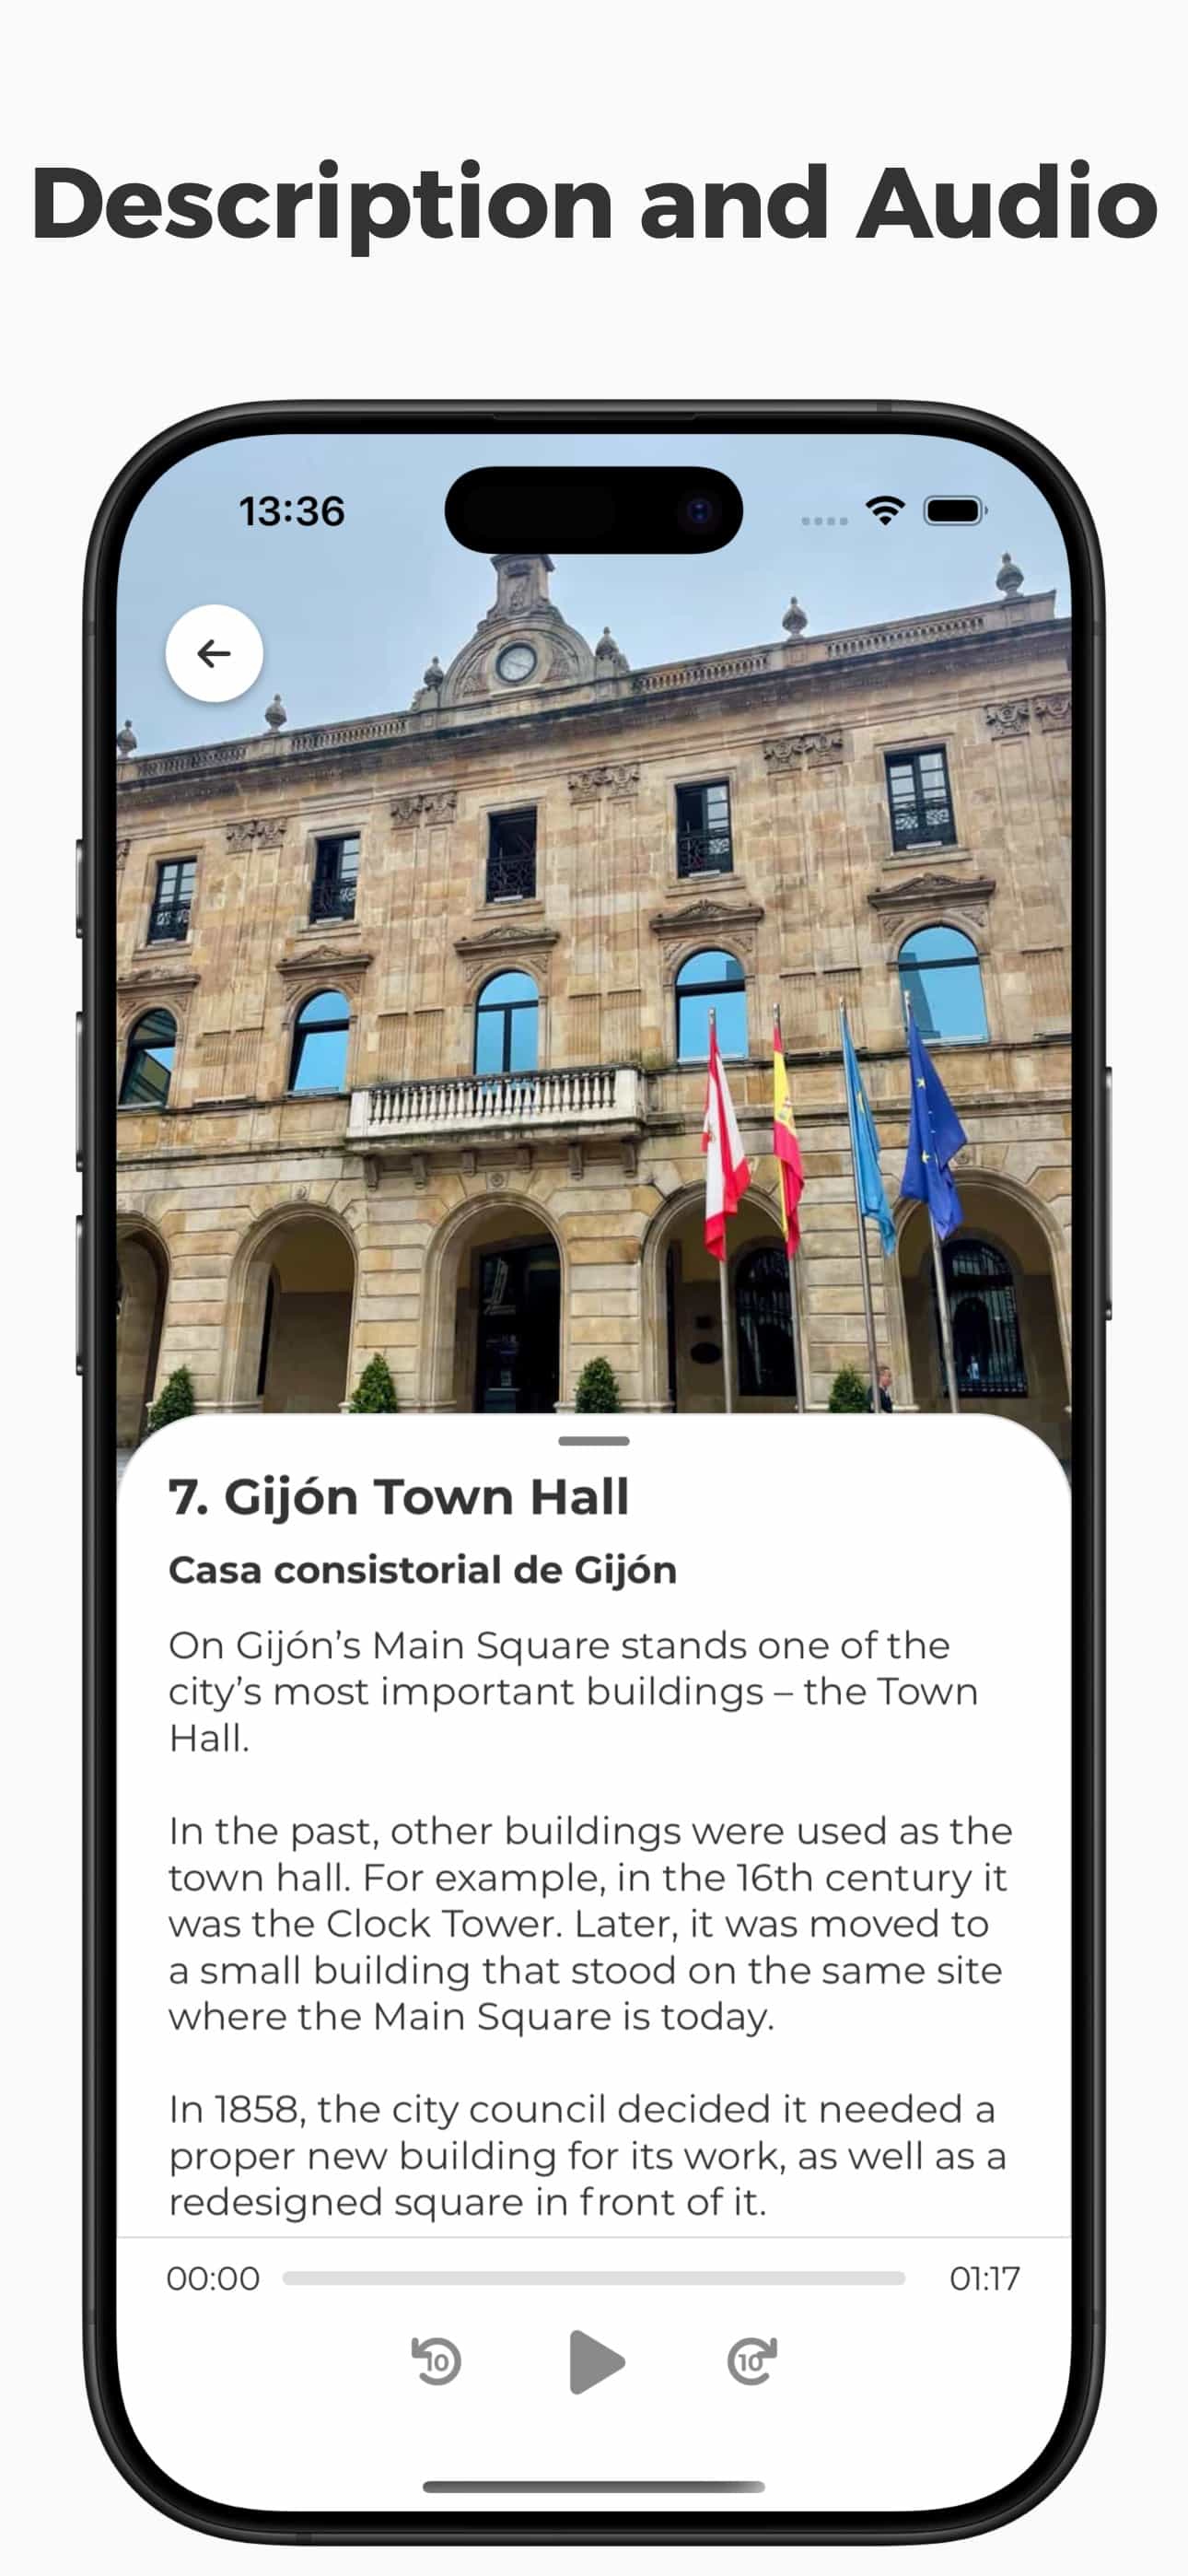 Description and Audio
13:36
7. Gijón Town Hall
Casa consistorial de Gijón
On Gijón’s Main Square stands one of the
city’s most important buildings – the Town
Hall.
In the past, other buildings were used as the
town hall. For example, in the 16th century it
was the Clock Tower. Later, it was moved to
a small building that stood on the same site
where the Main Square is today.
In 1858, the city council decided it needed a
proper new building for its work, as well as a
redesigned square in front of it.
00:00 01:17
10 10